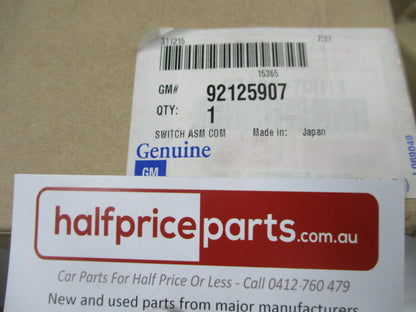 311215 7:37
15365
GM# 92125907
QTY: 1
SWITCH ASM COM Made in: Japan
Genuine
GM
L009049
halfpriceparts.com.au
Car Parts For Half Price Or Less - Call 0412-760 479
New and used parts from major manufacturers